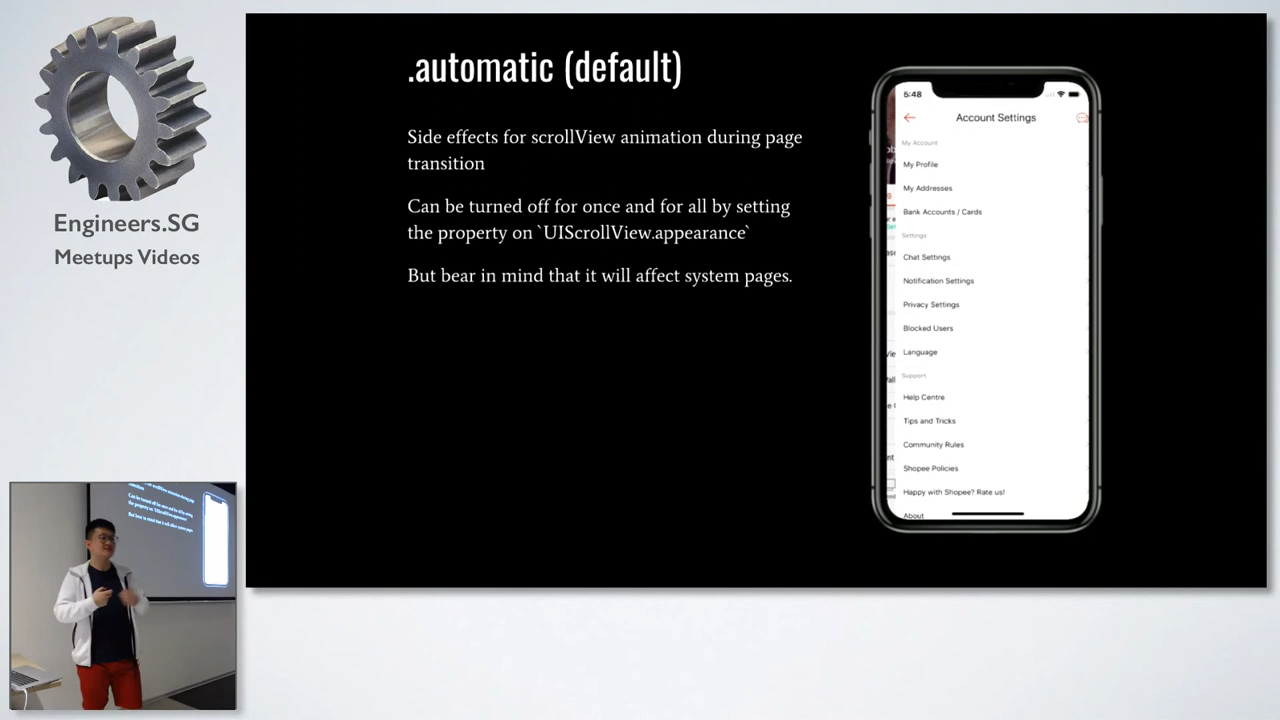 Engineers.SG
Meetups Videos
.automatic (default)
Side effects for scrollView animation during page
transition
Can be turned off for once and for all by setting
the property on `UIScrollView.appearance`
But bear in mind that it will affect system pages.
5:48
Account Settings
My Account
My Profile
My Addresses
Bank Accounts / Cards
Settings
Chat Settings
Notification Settings
Privacy Settings
Blocked Users
Language
Support
Help Centre
Tips and Tricks
Community Rules
Shopee Policies
Happy with Shopee? Rate us!
About